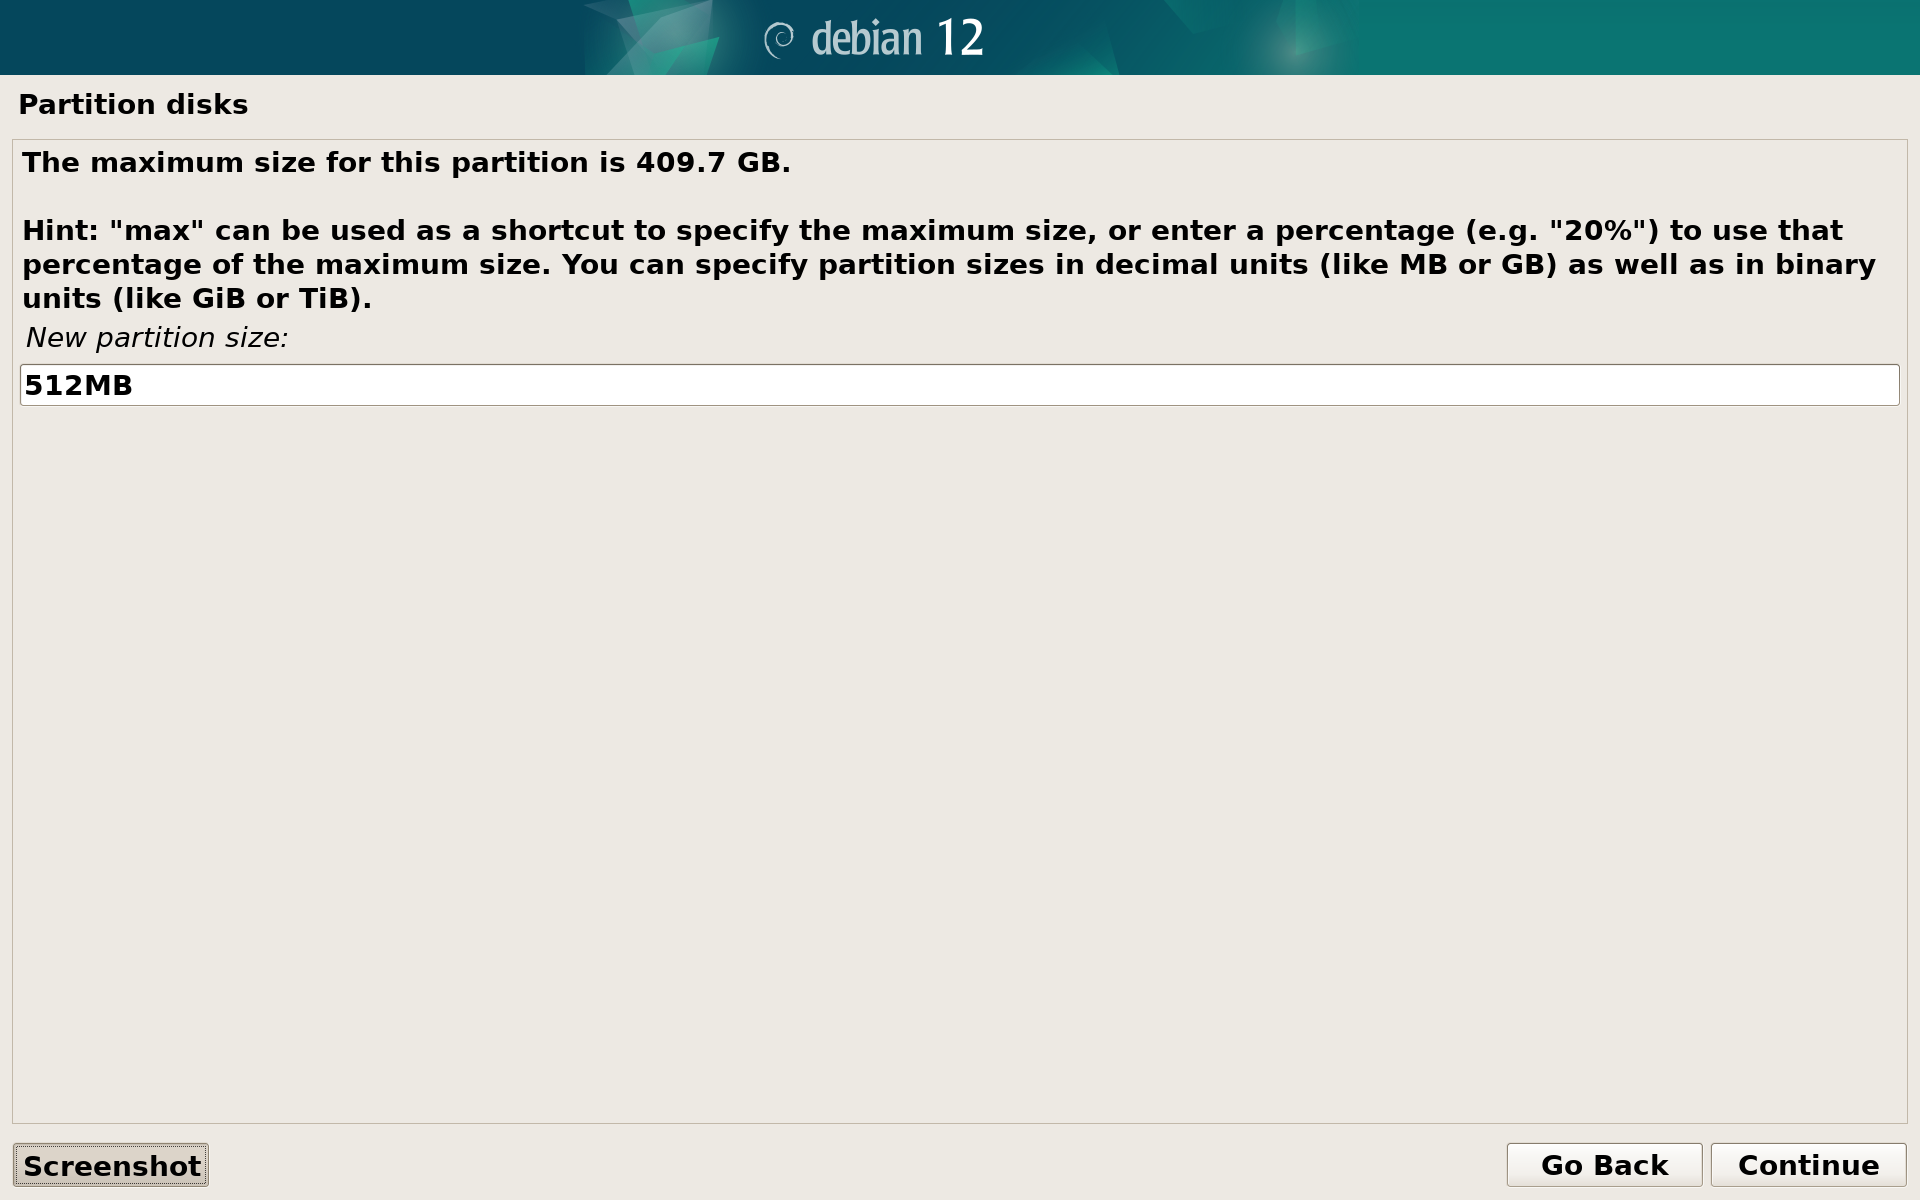 debian 12
Partition disks
The maximum size for this partition is 409.7 GB.
Hint: "max" can be used as a shortcut to specify the maximum size, or enter a percentage (e.g. "20%") to use that
percentage of the maximum size. You can specify partition sizes in decimal units (like MB or GB) as well as in binary
units (like GiB or TiB).
New partition size:
512MB
Screenshot
Go Back
Continue